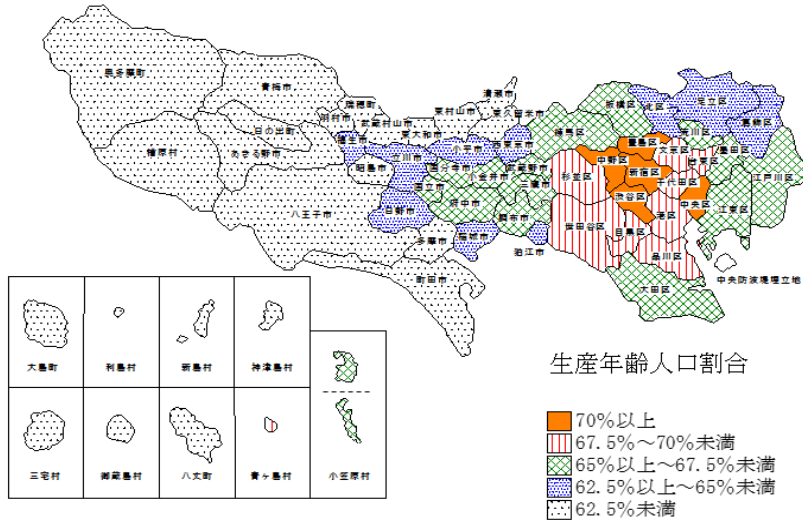 奥多摩町
青梅市
瑞穂町
羽村市
武蔵村山市
東村山市
清瀬市
東久留米市
東大和市
日の出町
あきる野市
檜原村
福生市
昭島市
立川市
小平市
西東京市
国分寺市
小金井市
武蔵野市
三鷹市
国立市
府中市
調布市
日野市
八王子市
多摩市
稲城市
狛江市
町田市
板橋区
北区
足立区
葛飾区
練馬区
豊島区
文京区
荒川区
台東区
墨田区
江戸川区
中野区
杉並区
新宿区
千代田区
渋谷区
中央区
江東区
港区
世田谷区
目黒区
品川区
大田区
中央防波堤埋立地
大島町
利島村
新島村
神津島村
三宅村
御蔵島村
八丈町
青ヶ島村
小笠原村
生産年齢人口割合
70%以上
67.5%～70%未満
65%以上～67.5%未満
62.5%以上～65%未満
62.5%未満